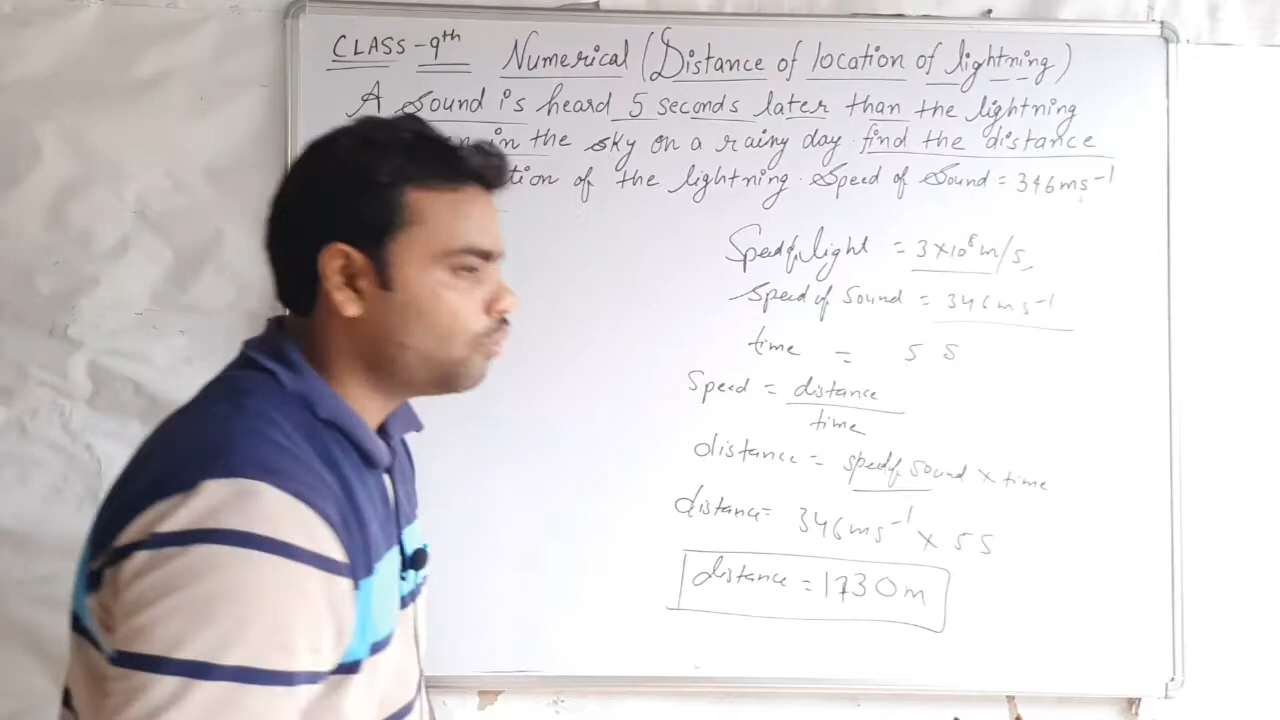 CLASS - 9th Numerical (Distance of location of lightning)
A Sound is heard 5 seconds later than the lightning
in the sky on a rainy day find the distance
of the lightning. Speed of Sound = 346 ms⁻¹
Speed of light = 3×10⁸ m/s,
Speed of Sound = 346 ms⁻¹
time = 5 S
Speed = distance
time
distance = speed of sound × time
distance = 346 ms⁻¹ × 5 S
distance = 1730 m